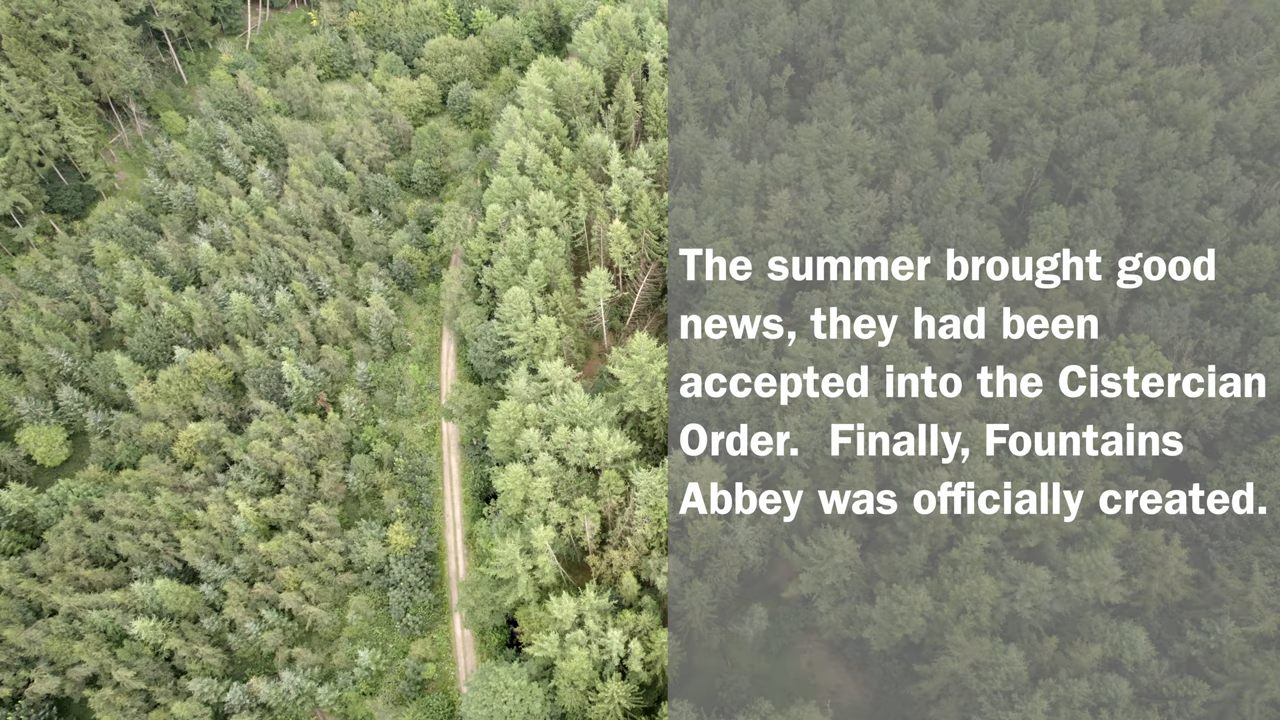 The summer brought good
news, they had been
accepted into the Cistercian
Order.  Finally, Fountains
Abbey was officially created.